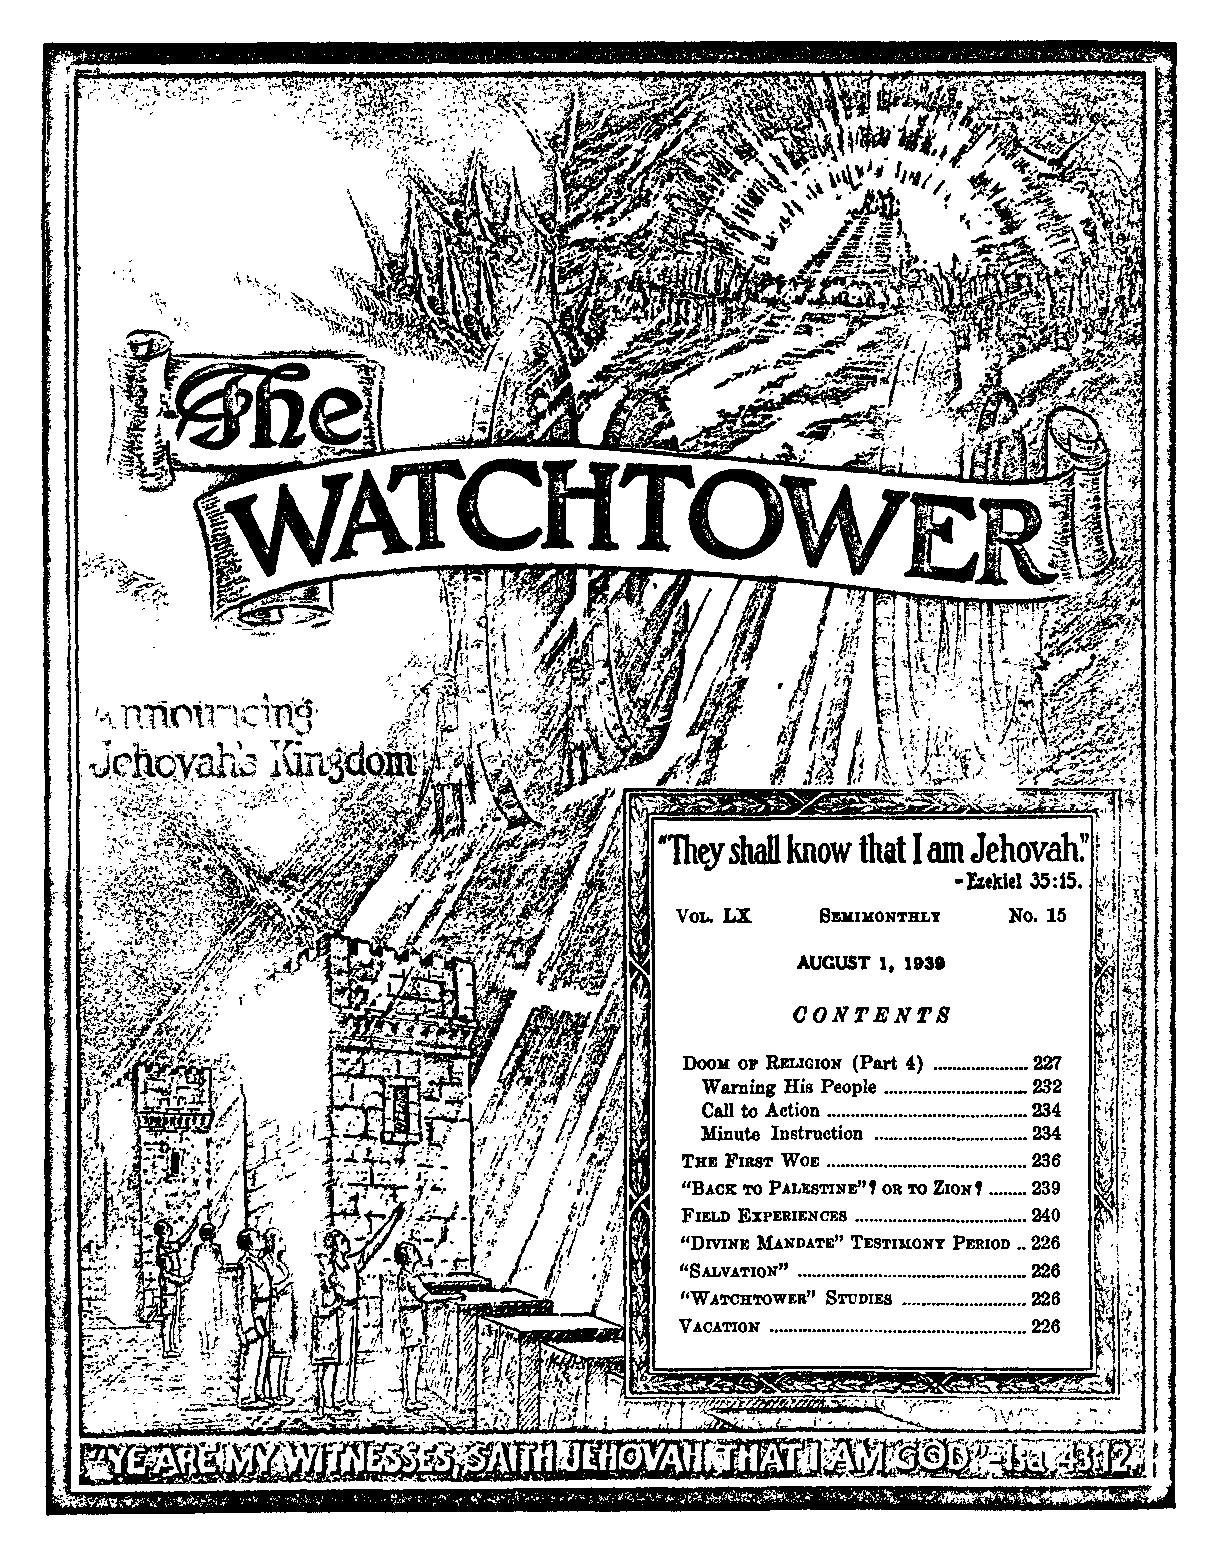 The
WATCHTOWER
Announcing
Jehovah's Kingdom
"They shall know that I am Jehovah."
-Ezekiel 35:15.
VOL. LX SEMIMONTHLY No. 15
AUGUST 1, 1939
CONTENTS
DOOM OF RELIGION (Part 4) .................... 227
Warning His People .............................. 232
Call to Action .......................................... 234
Minute Instruction ................................ 234
THE FIRST WOE .......................................... 236
"BACK TO PALESTINE"? OR TO ZION? ........ 239
FIELD EXPERIENCES .................................... 240
"DIVINE MANDATE" TESTIMONY PERIOD .. 226
"SALVATION" ................................................ 226
"WATCHTOWER" STUDIES .......................... 226
VACATION ...................................................... 226
"YE ARE MY WITNESSES, SAITH JEHOVAH, THAT I AM GOD" - Isa. 43:12.